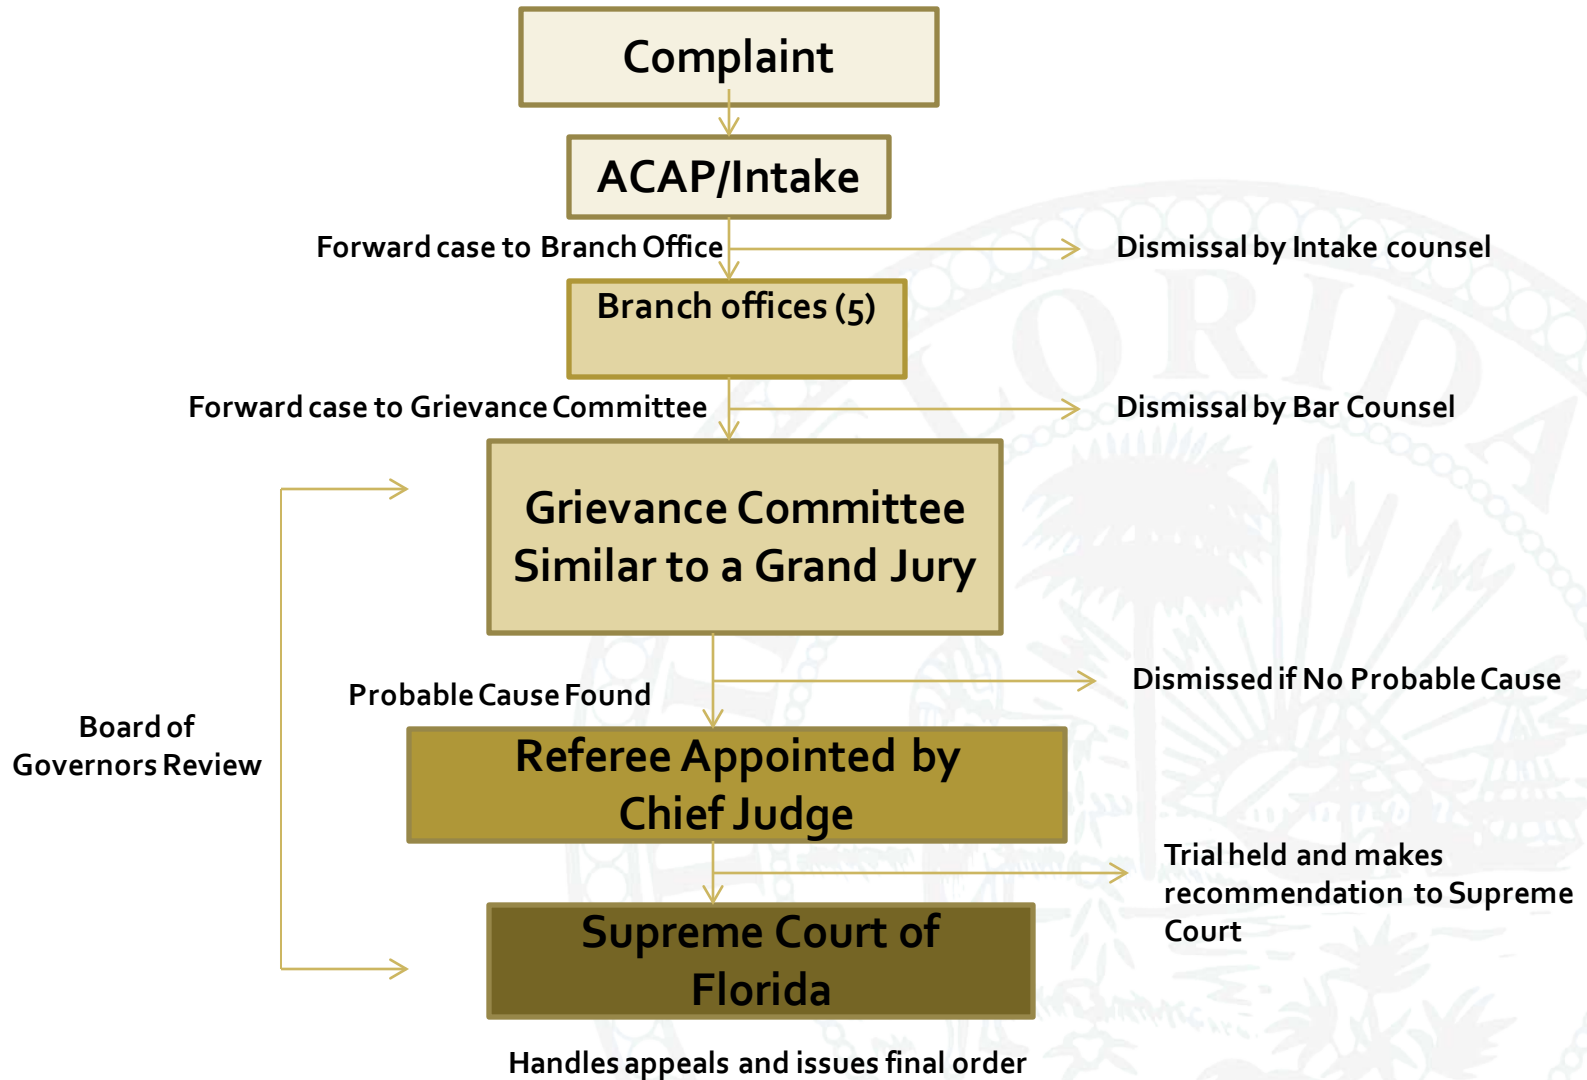 Complaint
ACAP/Intake
Forward case to Branch Office
Dismissal by Intake counsel
Branch offices (5)
Forward case to Grievance Committee
Dismissal by Bar Counsel
Grievance Committee
Similar to a Grand Jury
Probable Cause Found
Dismissed if No Probable Cause
Board of
Governors Review
Referee Appointed by
Chief Judge
Trial held and makes
recommendation to Supreme
Court
Supreme Court of
Florida
Handles appeals and issues final order
FLORIDA